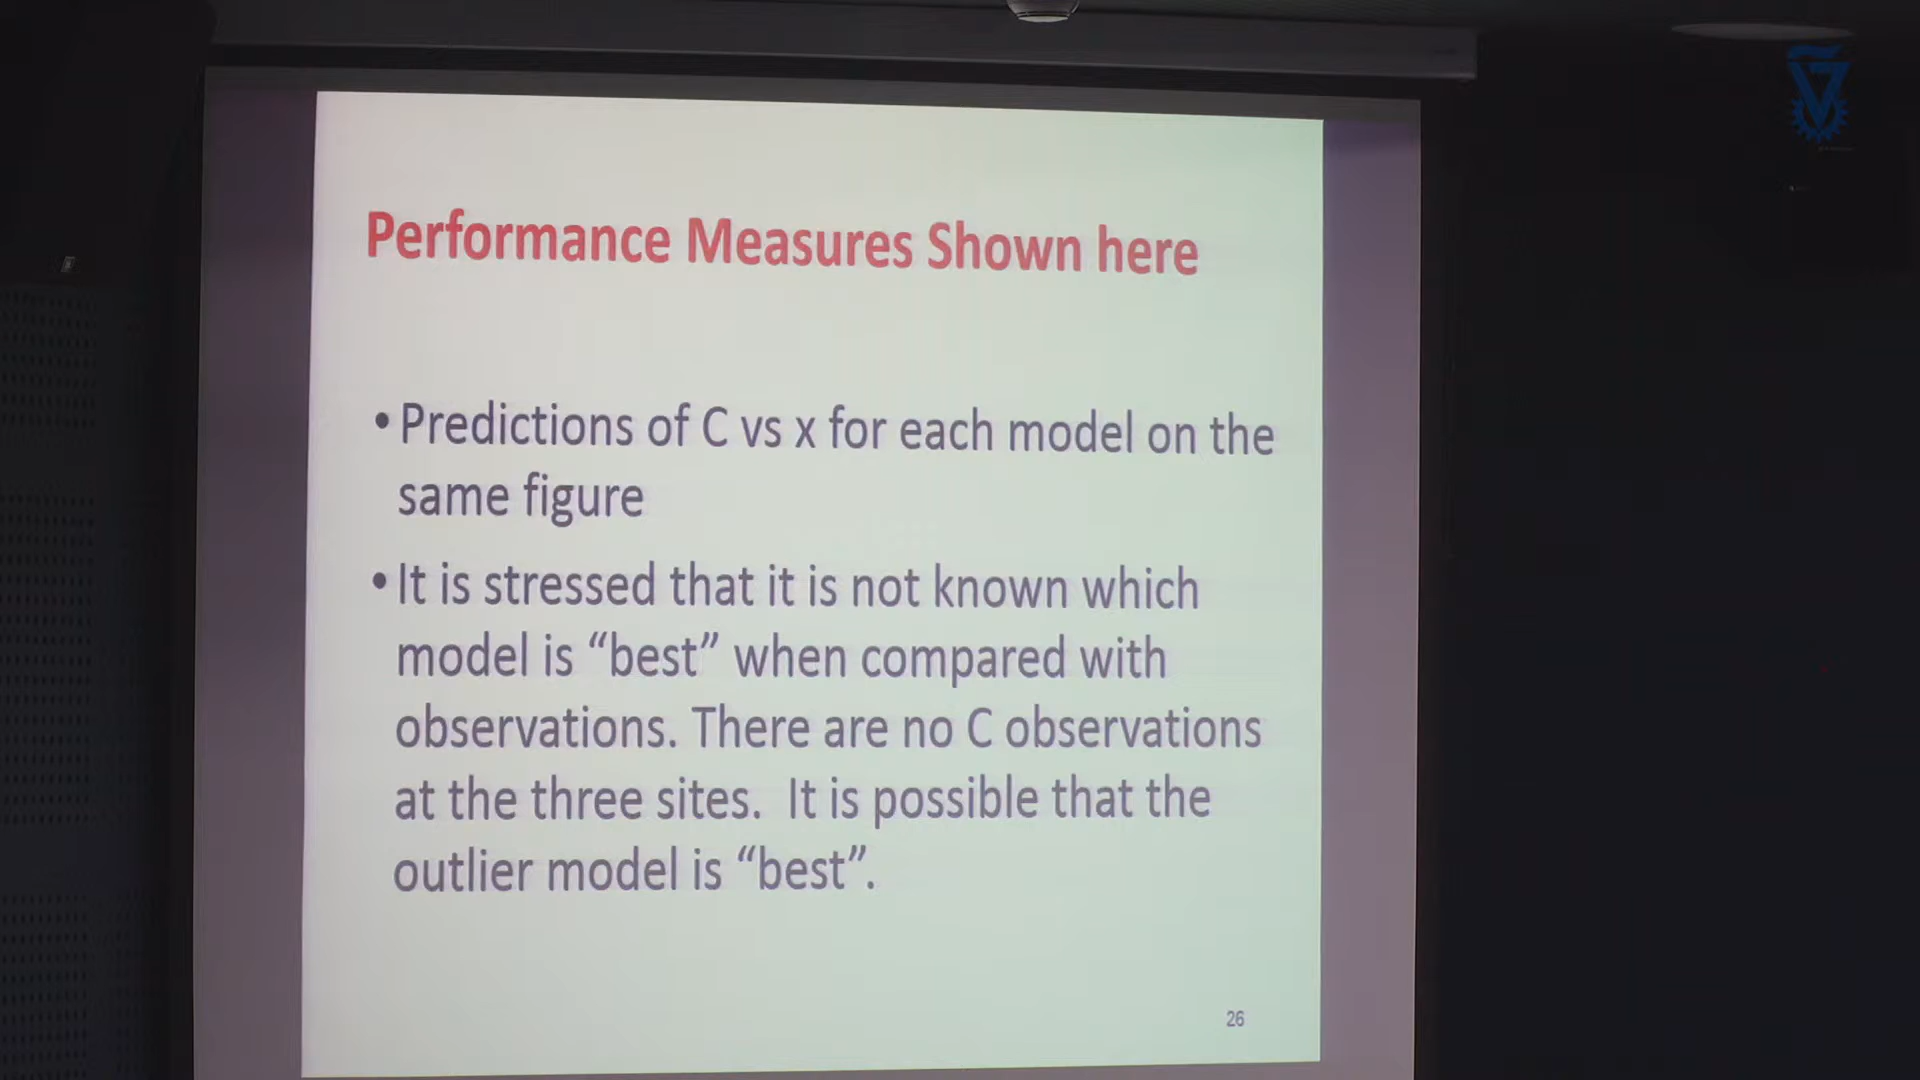 Performance Measures Shown here
• Predictions of C vs x for each model on the
same figure
• It is stressed that it is not known which
model is “best” when compared with
observations. There are no C observations
at the three sites.  It is possible that the
outlier model is “best”.
26